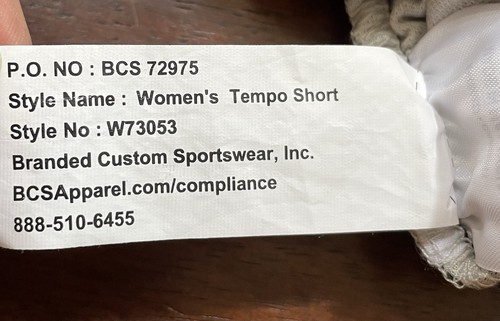 P.O. NO : BCS 72975
Style Name : Women's Tempo Short
Style No : W73053
Branded Custom Sportswear, Inc.
BCSApparel.com/compliance
888-510-6455